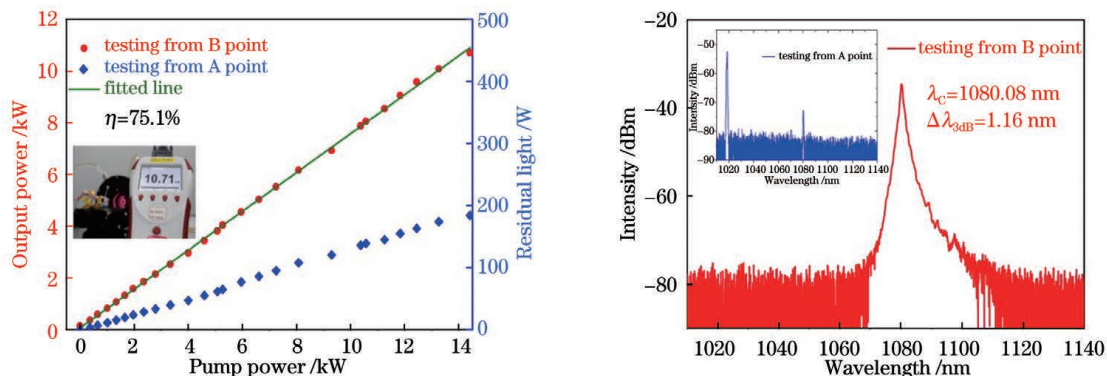 12
10
8
6
4
2
0
Output power /kW
testing from B point
testing from A point
fitted line
η=75.1%
10.71
500
400
300
200
100
0
Residual light /W
0 2 4 6 8 10 12 14
Pump power /kW
-20
-40
-60
-80
Intensity /dBm
testing from B point
λC=1080.08 nm
Δλ3dB=1.16 nm
-50
-60
-70
-80
-90
Intensity /dBm
testing from A point
1020 1040 1060 1080 1100 1120 1140
Wavelength /nm
1020 1040 1060 1080 1100 1120 1140
Wavelength /nm